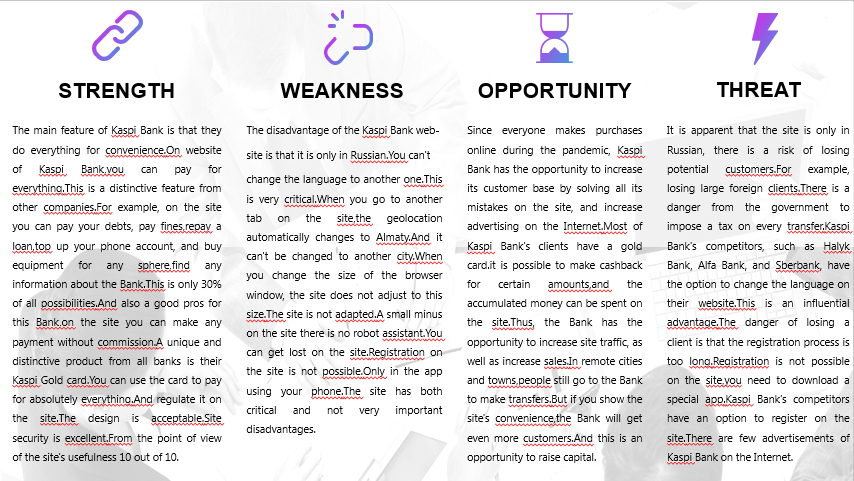 STRENGTH
The main feature of Kaspi Bank is that they
do everything for convenience.On website
of Kaspi Bank,you can pay for
everything.This is a distinctive feature from
other companies.For example, on the site
you can pay your debts, pay fines,repay a
loan,top up your phone account, and buy
equipment for any sphere.find any
information about the Bank.This is only 30%
of all possibilities.And also a good pros for
this Bank,on the site you can make any
payment without commission.A unique and
distinctive product from all banks is their
Kaspi Gold card.You can use the card to pay
for absolutely everything.And regulate it on
the site.The design is acceptable.Site
security is excellent.From the point of view
of the site's usefulness 10 out of 10.
WEAKNESS
The disadvantage of the Kaspi Bank web-
site is that it is only in Russian.You can't
change the language to another one.This
is very critical.When you go to another
tab on the site,the geolocation
automatically changes to Almaty.And it
can't be changed to another city.When
you change the size of the browser
window, the site does not adjust to this
size.The site is not adapted.A small minus
on the site there is no robot assistant.You
can get lost on the site.Registration on
the site is not possible.Only in the app
using your phone.The site has both
critical and not very important
disadvantages.
OPPORTUNITY
Since everyone makes purchases
online during the pandemic, Kaspi
Bank has the opportunity to increase
its customer base by solving all its
mistakes on the site, and increase
advertising on the Internet.Most of
Kaspi Bank's clients have a gold
card.it is possible to make cashback
for certain amounts,and the
accumulated money can be spent on
the site.Thus, the Bank has the
opportunity to increase site traffic, as
well as increase sales.In remote cities
and towns,people still go to the Bank
to make transfers.But if you show the
site's convenience,the Bank will get
even more customers.And this is an
opportunity to raise capital.
THREAT
It is apparent that the site is only in
Russian, there is a risk of losing
potential customers.For example,
losing large foreign clients.There is a
danger from the government to
impose a tax on every transfer.Kaspi
Bank's competitors, such as Halyk
Bank, Alfa Bank, and Sberbank, have
the option to change the language on
their website.This is an influential
advantage.The danger of losing a
client is that the registration process is
too long.Registration is not possible
on the site,you need to download a
special app.Kaspi Bank's competitors
have an option to register on the
site.There are few advertisements of
Kaspi Bank on the Internet.